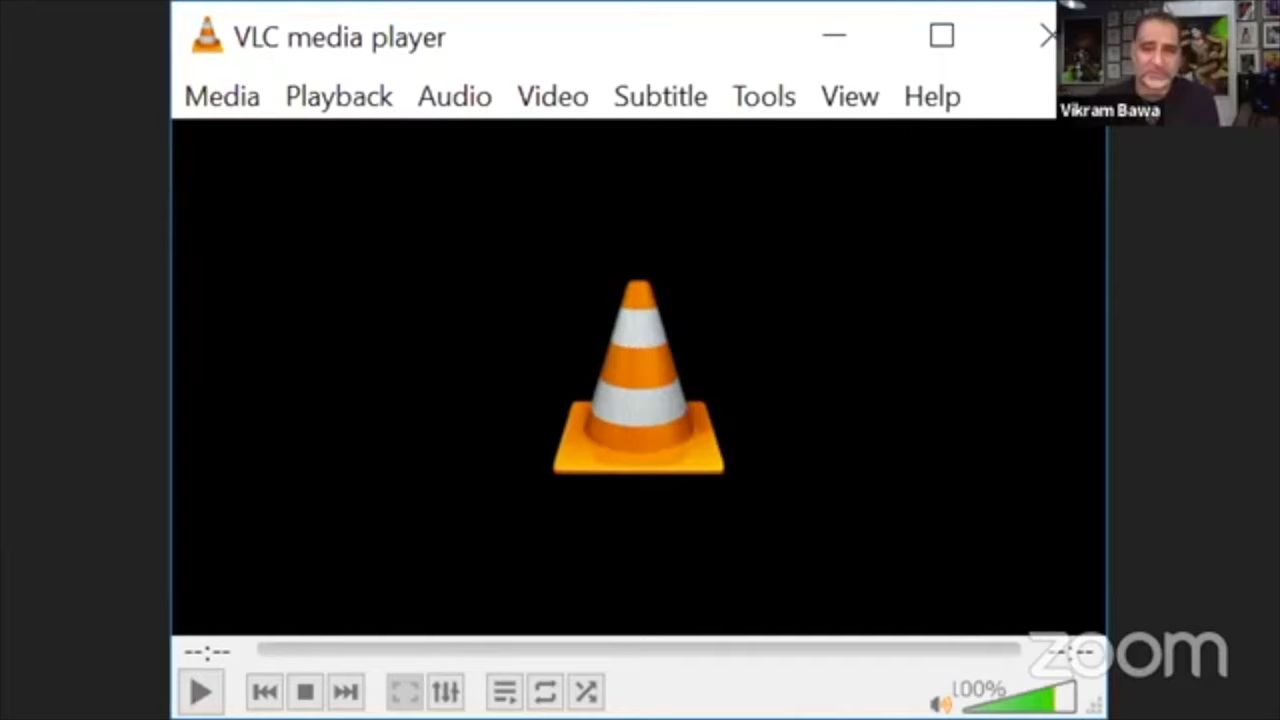 VLC media player
Media Playback Audio Video Subtitle Tools View Help
Vikram Bawa
--:-- --:--
zoom
100%